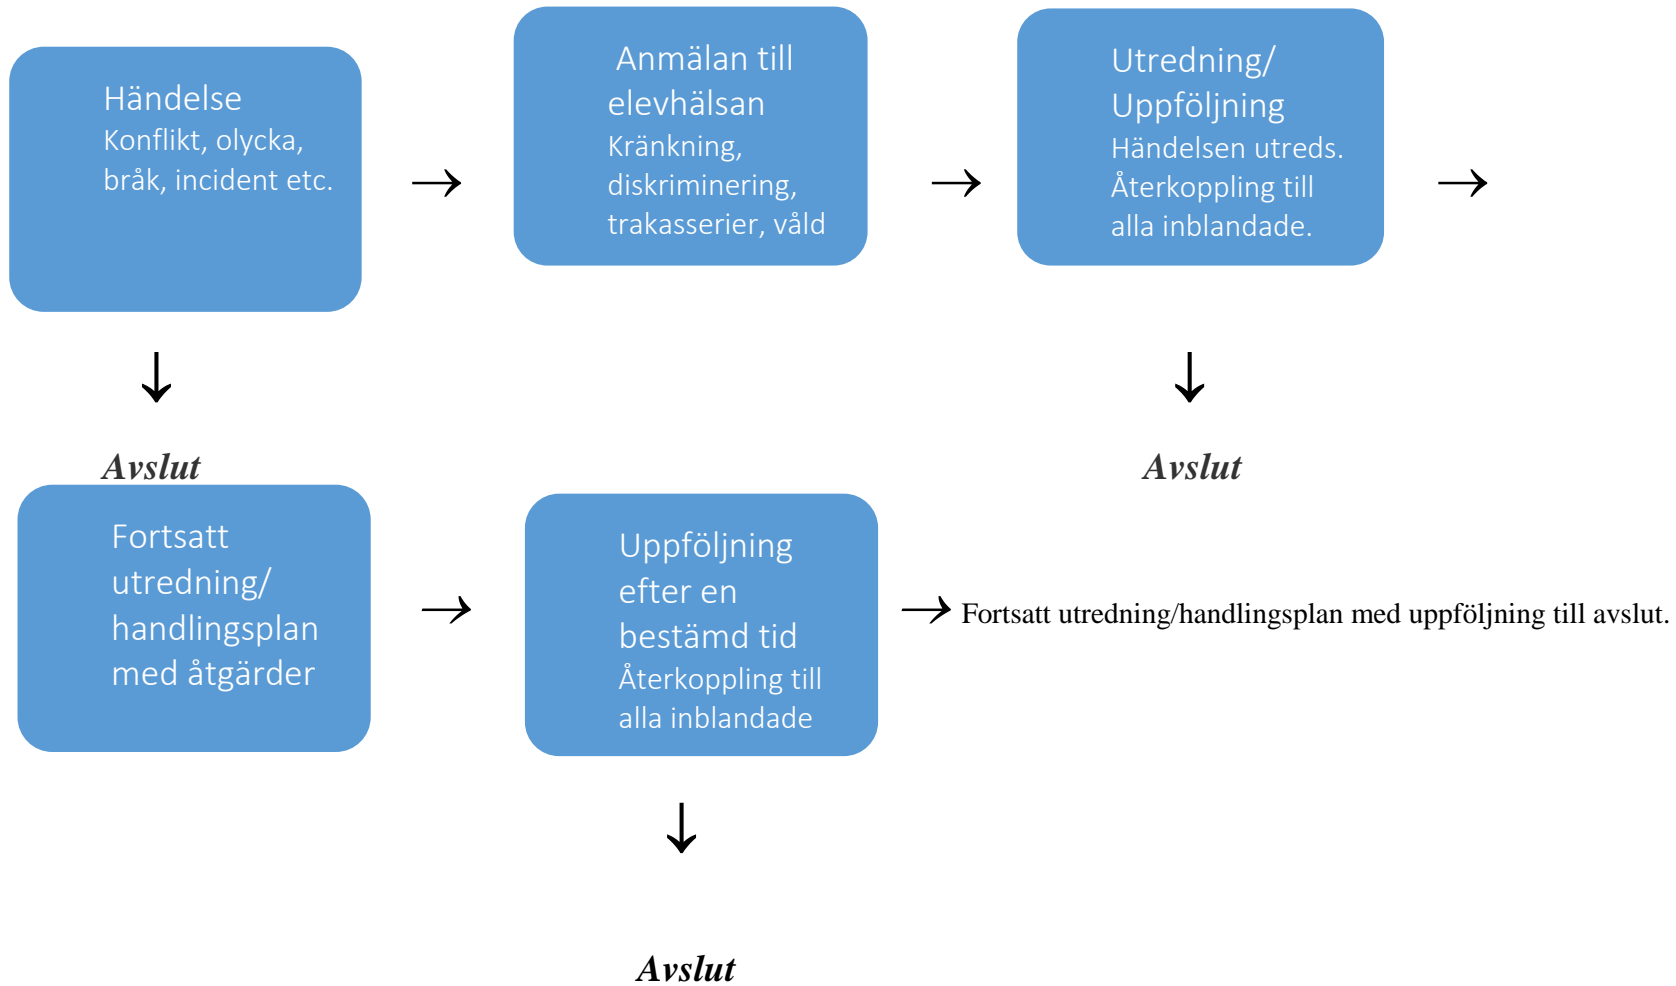 Händelse
Konflikt, olycka,
bråk, incident etc.
→
Anmälan till
elevhälsan
Kränkning,
diskriminering,
trakasserier, våld
→
Utredning/
Uppföljning
Händelsen utreds.
Återkoppling till
alla inblandade.
→
↓
Avslut
↓
Avslut
Fortsatt
utredning/
handlingsplan
med åtgärder
→
Uppföljning
efter en
bestämd tid
Återkoppling till
alla inblandade
→ Fortsatt utredning/handlingsplan med uppföljning till avslut.
↓
Avslut